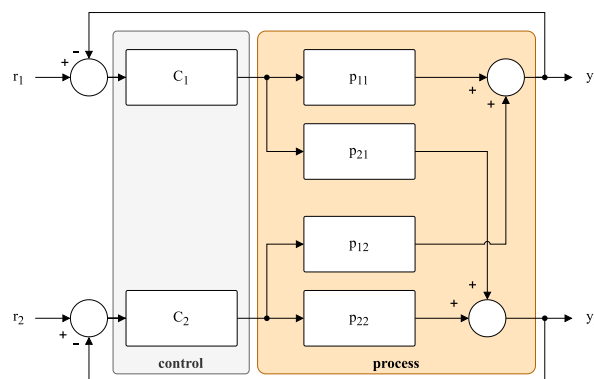 -
+
r1 C1 p11 + + y
p21
p12
+
r2 C2 p22 + y
+
-
control process